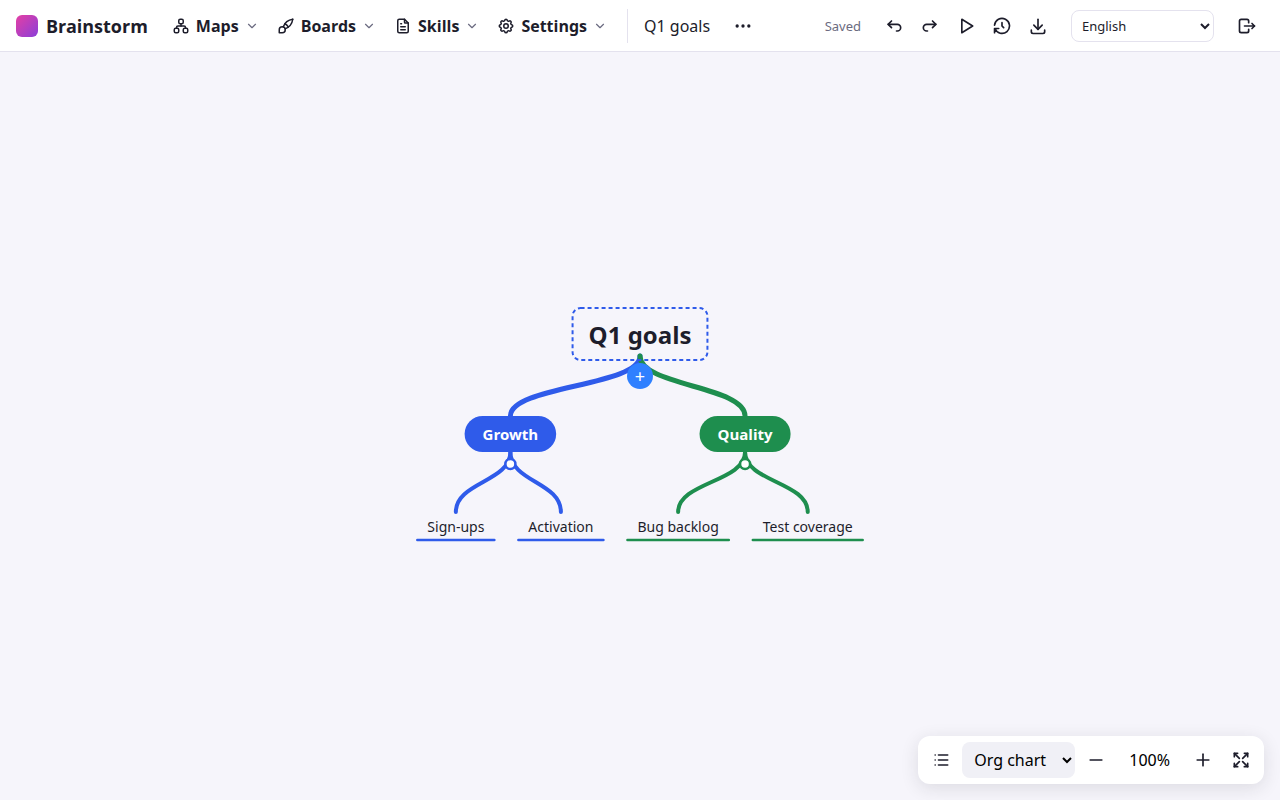 Brainstorm
Maps
Boards
Skills
Settings
Q1 goals
Saved
English
Q1 goals
+
Growth
Quality
Sign-ups
Activation
Bug backlog
Test coverage
Org chart
100%